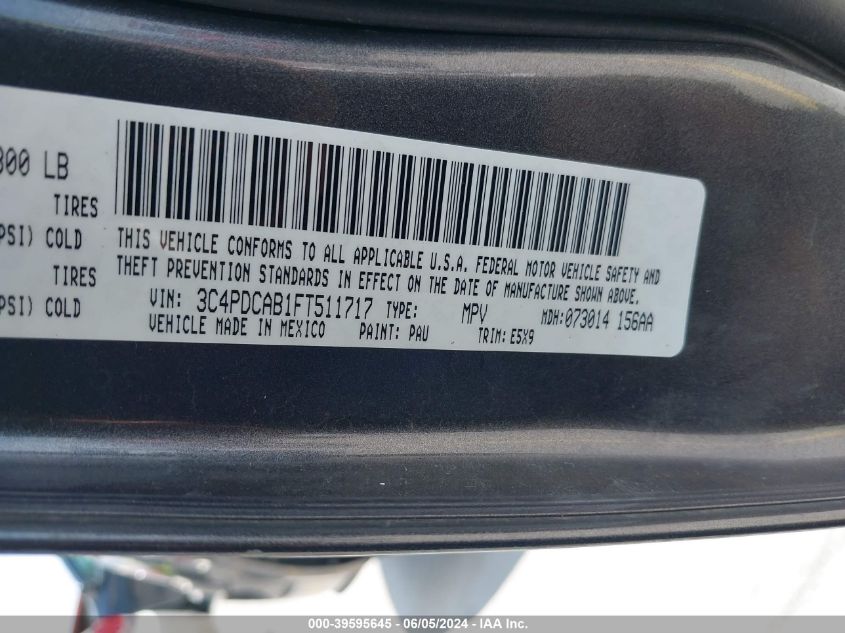 300 LB
TIRES
PSI) COLD
TIRES
PSI) COLD
THIS VEHICLE CONFORMS TO ALL APPLICABLE U.S.A. FEDERAL MOTOR VEHICLE SAFETY AND
THEFT PREVENTION STANDARDS IN EFFECT ON THE DATE OF MANUFACTURE SHOWN ABOVE.
VIN: 3C4PDCAB1FT511717 TYPE: MPV MDH:073014 156AA
VEHICLE MADE IN MEXICO PAINT: PAU TRIM: E5X9
000-39595645 / 06/05/2024 - IAA Inc.